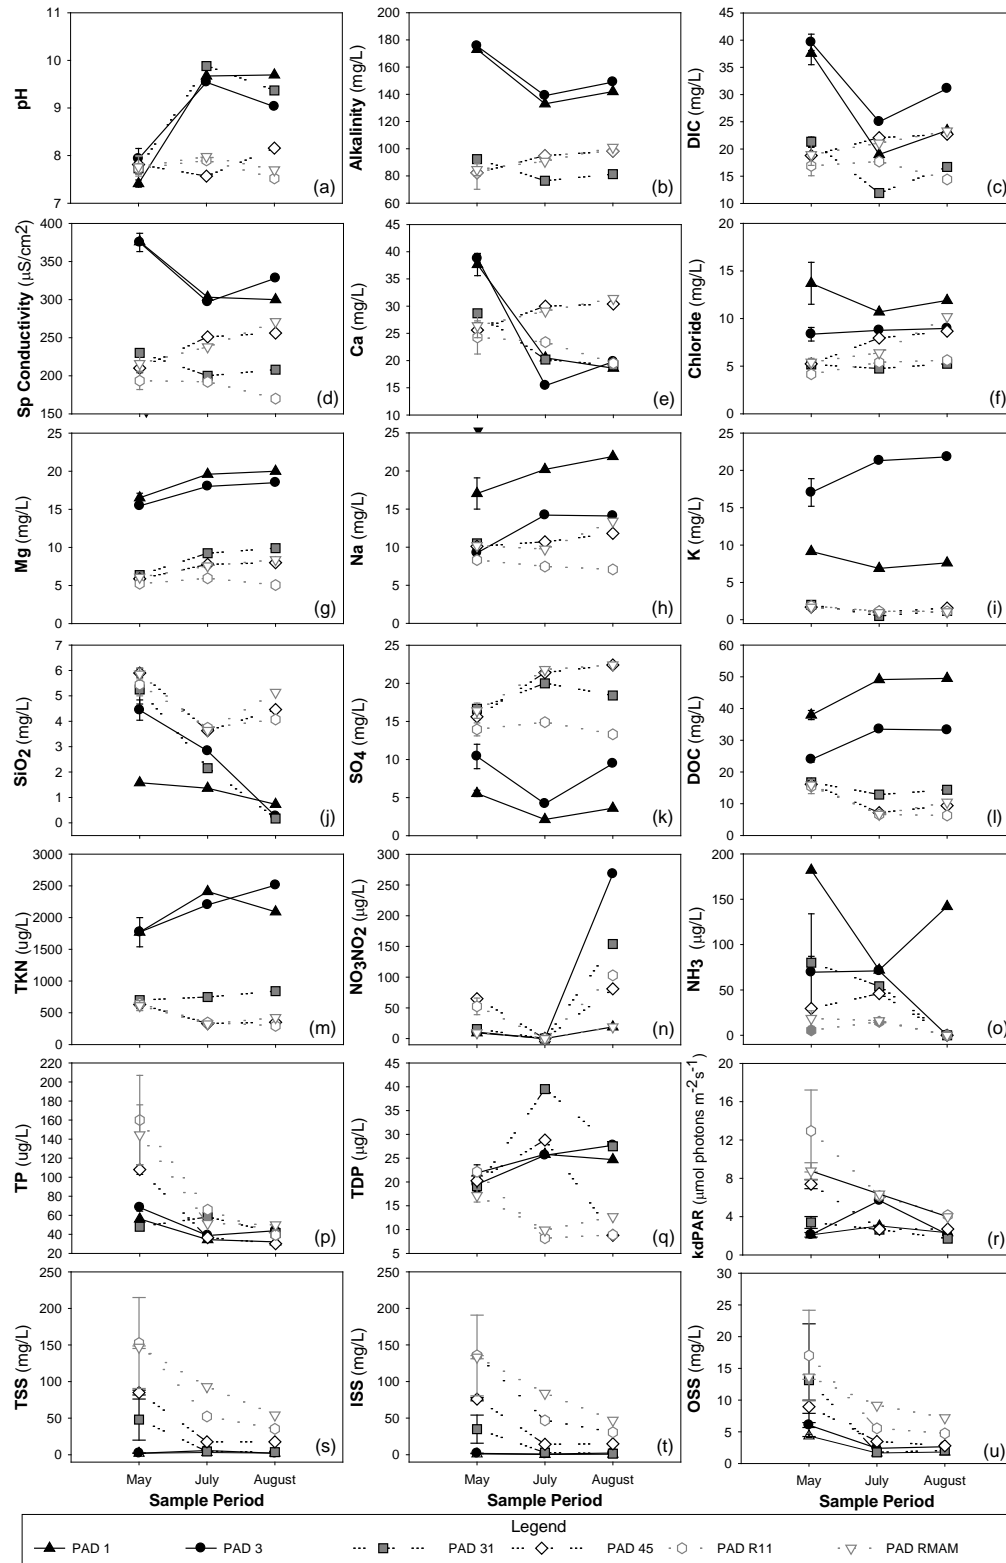 11
10
9
8
7
pH
(a)
180
160
140
120
100
80
60
Alkalinity (mg/L)
(b)
45
40
35
30
25
20
15
10
DIC (mg/L)
(c)
400
350
300
250
200
150
Sp Conductivity (µS/cm2)
(d)
45
40
35
30
25
20
15
10
Ca (mg/L)
(e)
20
15
10
5
0
Chloride (mg/L)
(f)
25
20
15
10
5
0
Mg (mg/L)
(g)
25
20
15
10
5
0
Na (mg/L)
(h)
25
20
15
10
5
0
K (mg/L)
(i)
7
6
5
4
3
2
1
0
SiO2 (mg/L)
(j)
25
20
15
10
5
0
SO4 (mg/L)
(k)
60
50
40
30
20
10
0
DOC (mg/L)
(l)
3000
2500
2000
1500
1000
500
0
TKN (ug/L)
(m)
300
250
200
150
100
50
0
NO3NO2 (µg/L)
(n)
200
150
100
50
0
NH3 (µg/L)
(o)
220
200
180
160
140
120
100
80
60
40
20
TP (ug/L)
(p)
45
40
35
30
25
20
15
10
5
TDP (ug/L)
(q)
20
16
12
8
4
0
kdPAR (µmol photons m-2s-1)
(r)
250
200
150
100
50
0
TSS (mg/L)
(s)
250
200
150
100
50
0
ISS (mg/L)
(t)
30
25
20
15
10
5
0
OSS (mg/L)
(u)
May July August
May July August
May July August
Sample Period
Sample Period
Sample Period
Legend
PAD 1 PAD 3 PAD 31 PAD 45 PAD R11 PAD RMAM